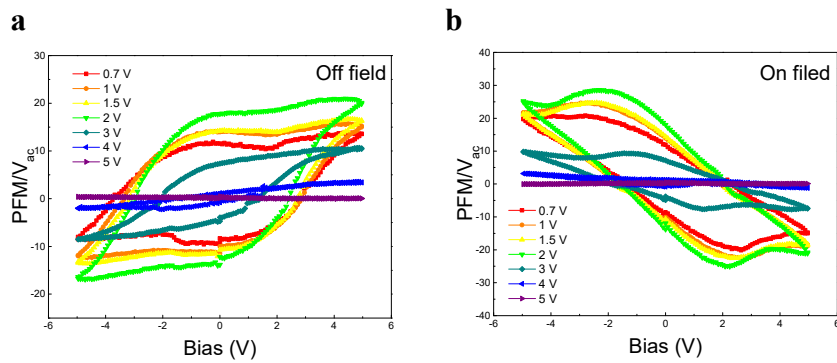 a
30
20
10
0
-10
-20
-6
-4
-2
0
2
4
6
PFM/Vac
Bias (V)
Off field
0.7 V
1 V
1.5 V
2 V
3 V
4 V
5 V
b
40
30
20
10
0
-10
-20
-30
-40
-6
-4
-2
0
2
4
6
PFM/Vac
Bias (V)
On filed
0.7 V
1 V
1.5 V
2 V
3 V
4 V
5 V